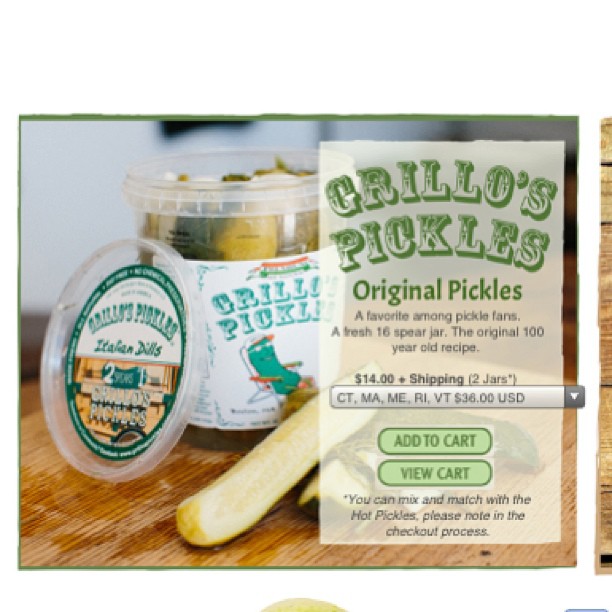 GRILLO'S
PICKLES
Original Pickles
A favorite among pickle fans.
A fresh 16 spear jar. The original 100
year old recipe.
$14.00 + Shipping (2 Jars*)
CT, MA, ME, RI, VT $36.00 USD
ADD TO CART
VIEW CART
*You can mix and match with the
Hot Pickles, please note in the
checkout process.
GRILLO'S
PICKLES
GRILLO'S PICKLES
Italian Dills
GRILLO'S
PICKLES